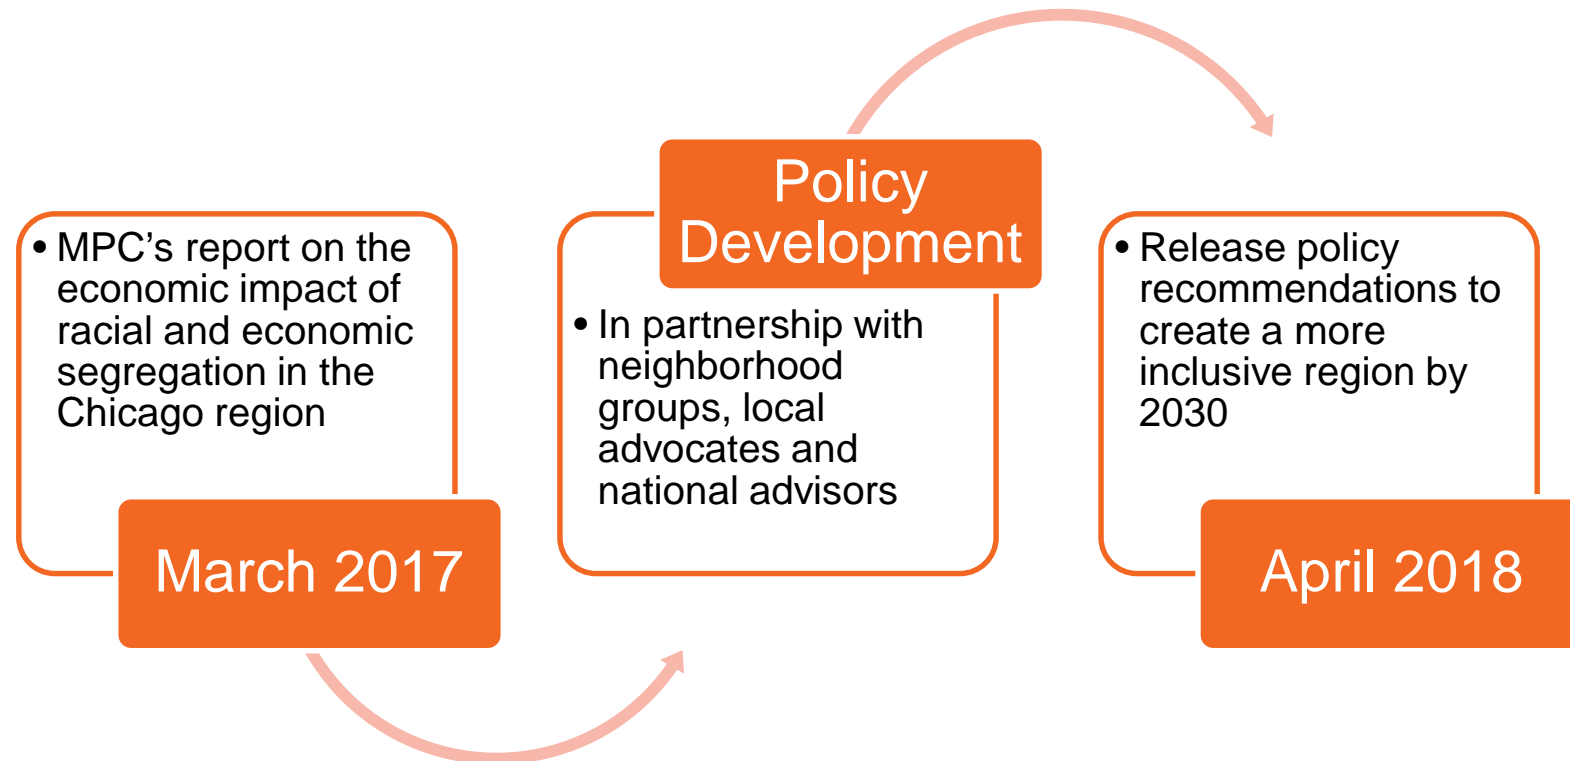 • MPC’s report on the
economic impact of
racial and economic
segregation in the
Chicago region
March 2017
Policy
Development
• In partnership with
neighborhood
groups, local
advocates and
national advisors
• Release policy
recommendations to
create a more
inclusive region by
2030
April 2018